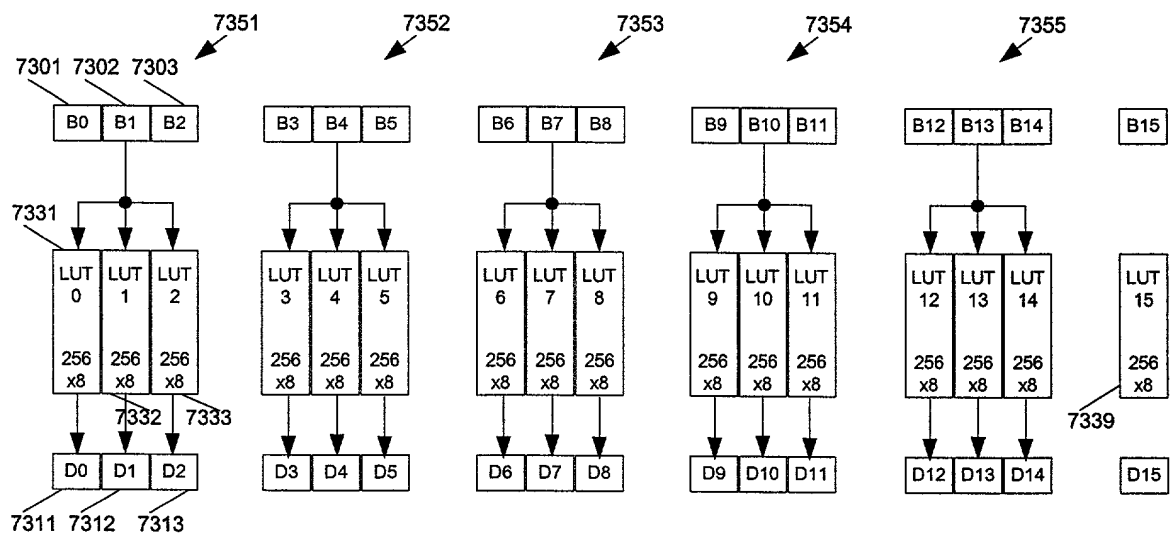 7351 7352 7353 7354 7355
7301 7302 7303
B0 B1 B2 B3 B4 B5 B6 B7 B8 B9 B10 B11 B12 B13 B14 B15
7331
LUT LUT LUT LUT LUT LUT LUT LUT LUT LUT LUT LUT LUT LUT LUT LUT
0 1 2 3 4 5 6 7 8 9 10 11 12 13 14 15
256 256 256 256 256 256 256 256 256 256 256 256 256 256 256 256
x8 x8 x8 x8 x8 x8 x8 x8 x8 x8 x8 x8 x8 x8 x8 x8
7332 7333 7339
D0 D1 D2 D3 D4 D5 D6 D7 D8 D9 D10 D11 D12 D13 D14 D15
7311 7312 7313